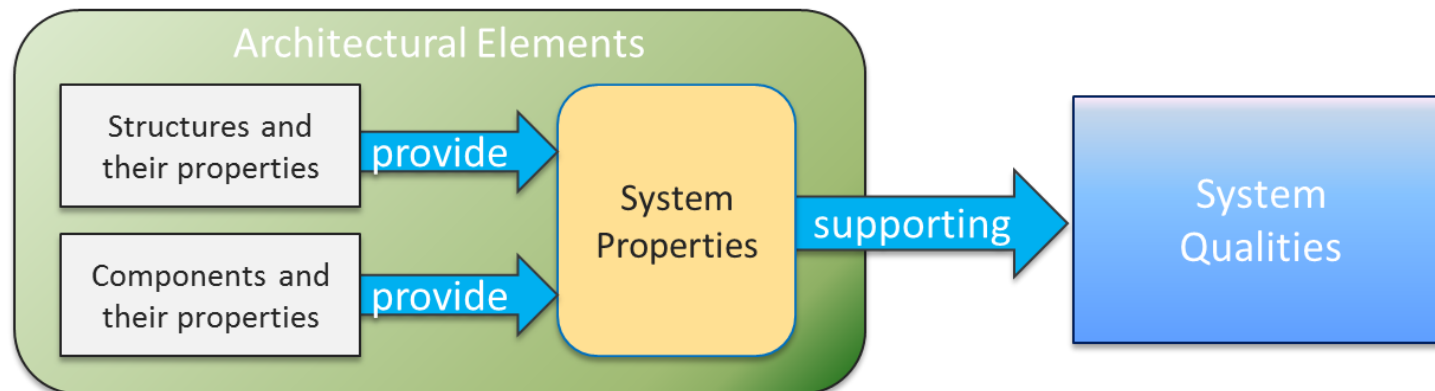 Architectural Elements
Structures and
their properties
provide
Components and
their properties
provide
System
Properties
supporting
System
Qualities